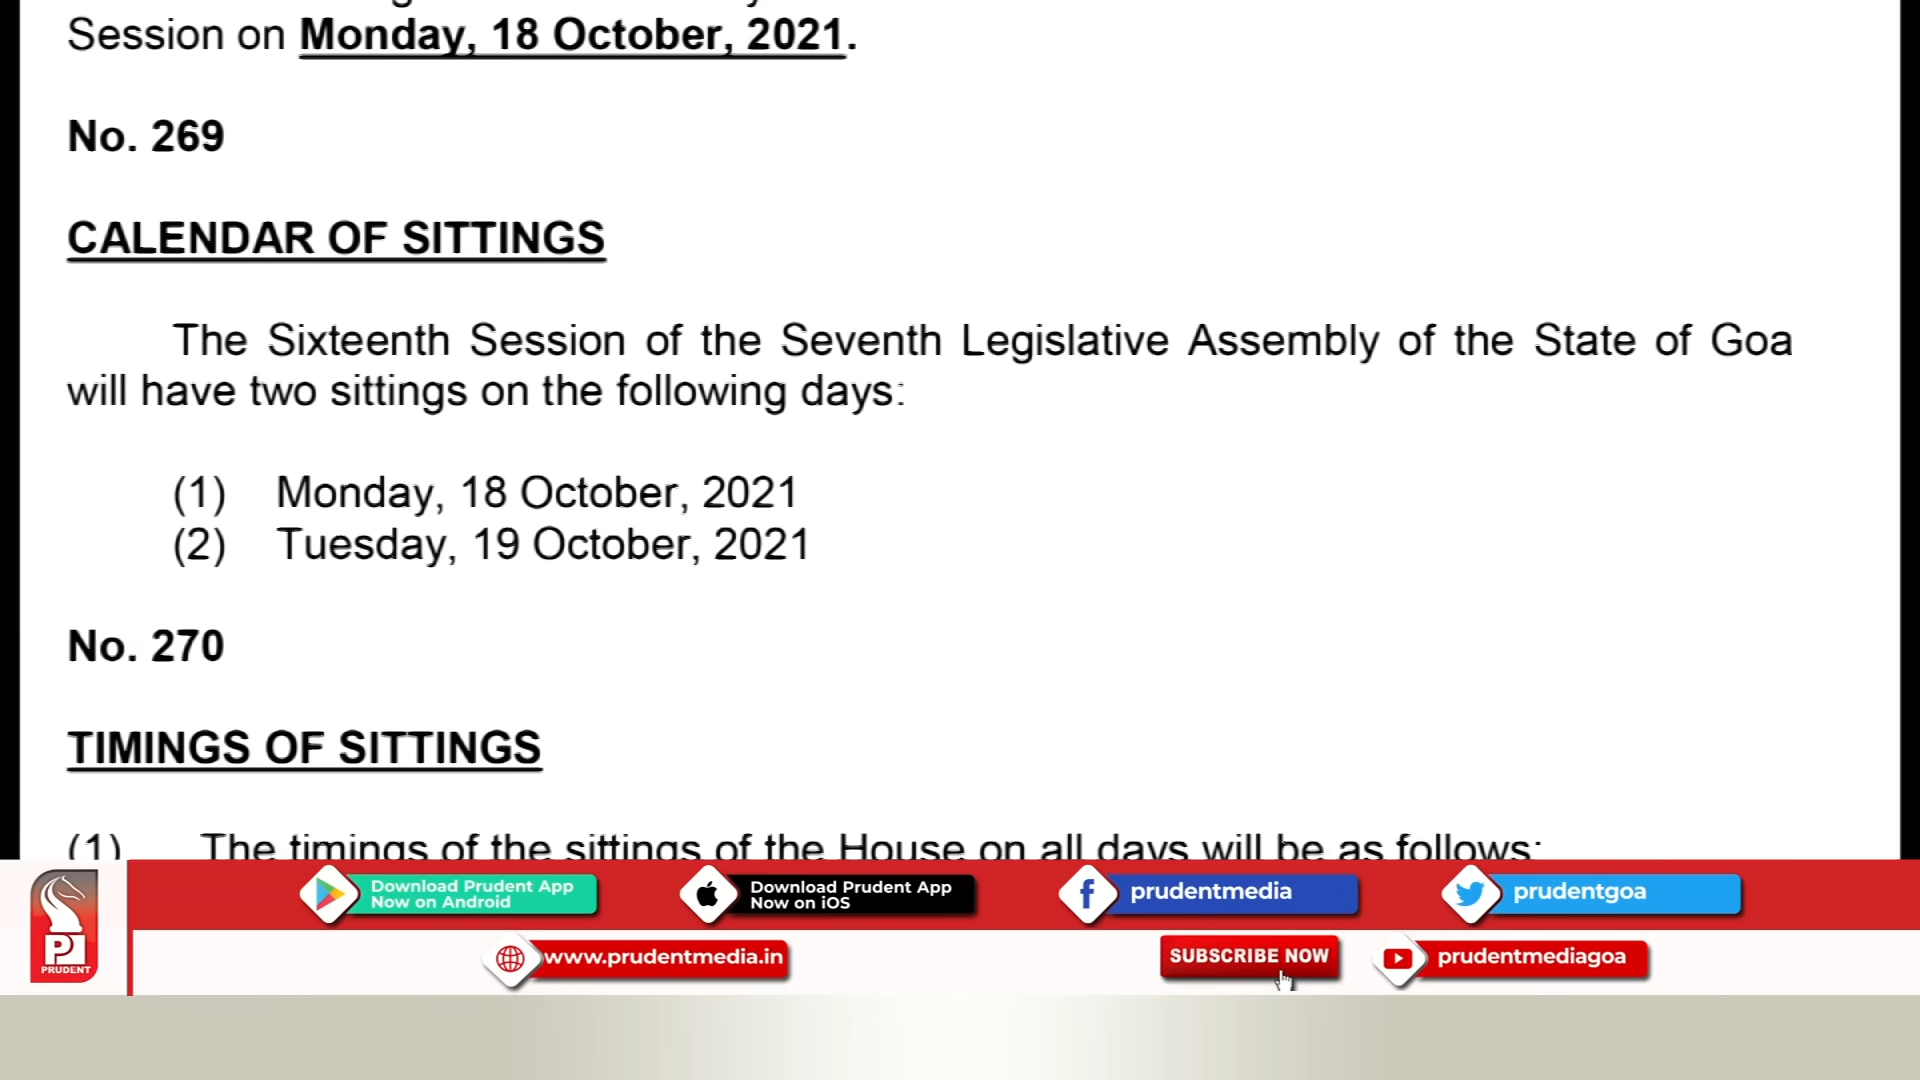 Session on Monday, 18 October, 2021.
No. 269
CALENDAR OF SITTINGS
The Sixteenth Session of the Seventh Legislative Assembly of the State of Goa
will have two sittings on the following days:
(1) Monday, 18 October, 2021
(2) Tuesday, 19 October, 2021
No. 270
TIMINGS OF SITTINGS
(1) The timings of the sittings of the House on all days will be as follows:
Download Prudent App
Now on Android
Download Prudent App
Now on iOS
prudentmedia
prudentgoa
PRUDENT
www.prudentmedia.in
SUBSCRIBE NOW
prudentmediagoa